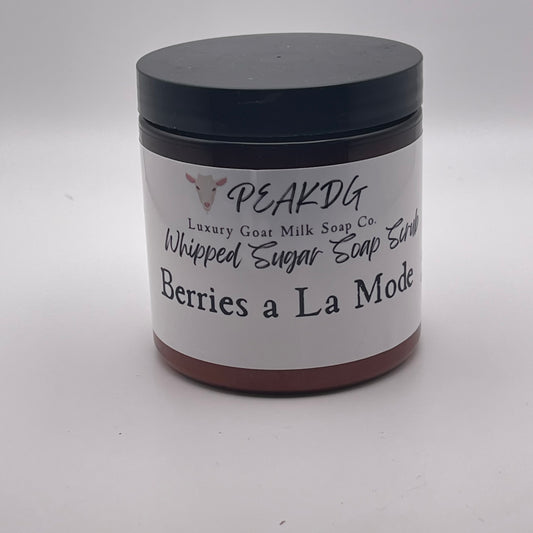 PEAKDG
Luxury Goat Milk Soap Co.
Whipped Sugar Soap Scrub
Berries a La Mode